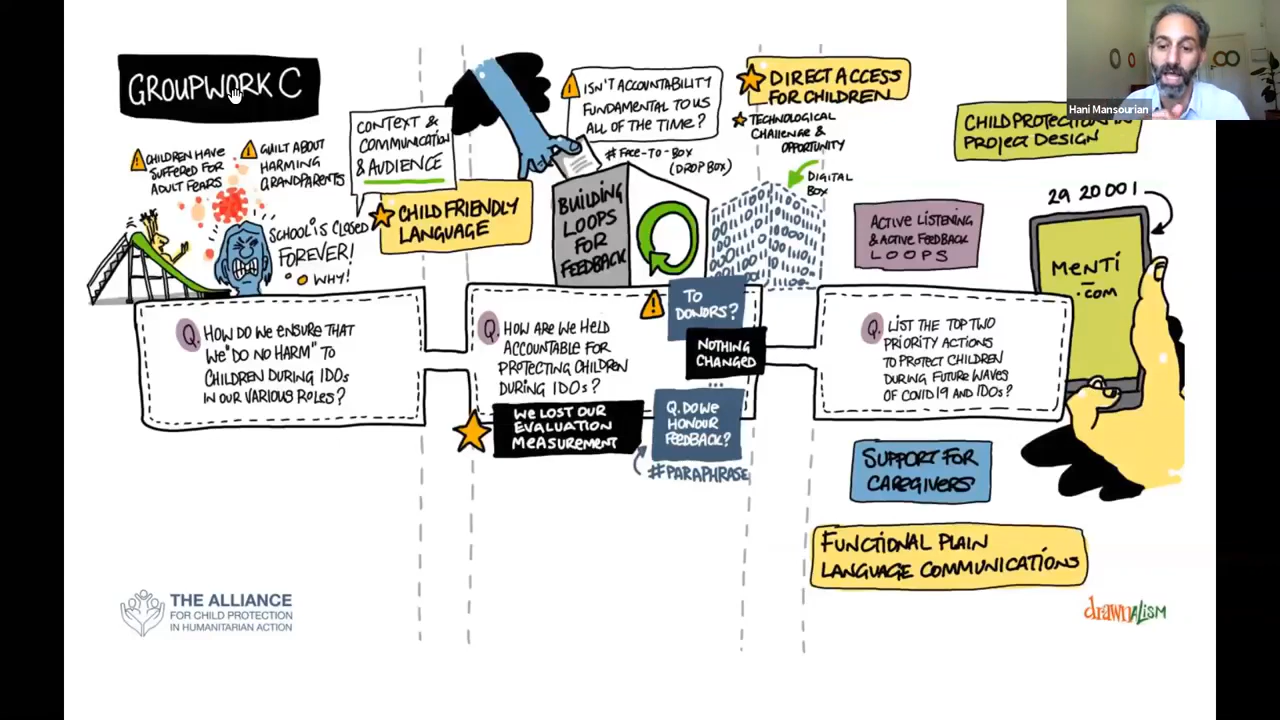 GROUPWORK C
Hani Mansourian
CHILDREN HAVE
SUFFERED FOR
ADULT FEARS
GUILT ABOUT
HARMING
GRANDPARENTS
SCHOOL IS CLOSED
FOREVER!
WHY!
CONTEXT &
COMMUNICATION
& AUDIENCE
CHILD FRIENDLY
LANGUAGE
ISN'T ACCOUNTABILITY
FUNDAMENTAL TO US
ALL OF THE TIME?
#FACE-TO-BOX
(DROP BOX)
BUILDING
LOOPS
FOR
FEEDBACK
DIRECT ACCESS
FOR CHILDREN
TECHNOLOGICAL
CHALLENGE &
OPPORTUNITY
DIGITAL
BOX
CHILD PROTECTION IN
PROJECT DESIGN
ACTIVE LISTENING
& ACTIVE FEEDBACK
LOOPS
29 20 00 1
MENTI
.COM
Q. HOW DO WE ENSURE THAT
WE "DO NO HARM" TO
CHILDREN DURING IDOs
IN OUR VARIOUS ROLES?
Q. HOW ARE WE HELD
ACCOUNTABLE FOR
PROTECTING CHILDREN
DURING IDOs?
TO
DONORS?
NOTHING
CHANGED
...
WE LOST OUR
EVALUATION
MEASUREMENT
Q. DO WE
HONOUR
FEEDBACK?
#PARAPHRASE
Q. LIST THE TOP TWO
PRIORITY ACTIONS
TO PROTECT CHILDREN
DURING FUTURE WAVES
OF COVID19 AND IDOs?
SUPPORT FOR
CAREGIVERS
FUNCTIONAL PLAIN
LANGUAGE COMMUNICATIONS
THE ALLIANCE
FOR CHILD PROTECTION
IN HUMANITARIAN ACTION
drawnALISM